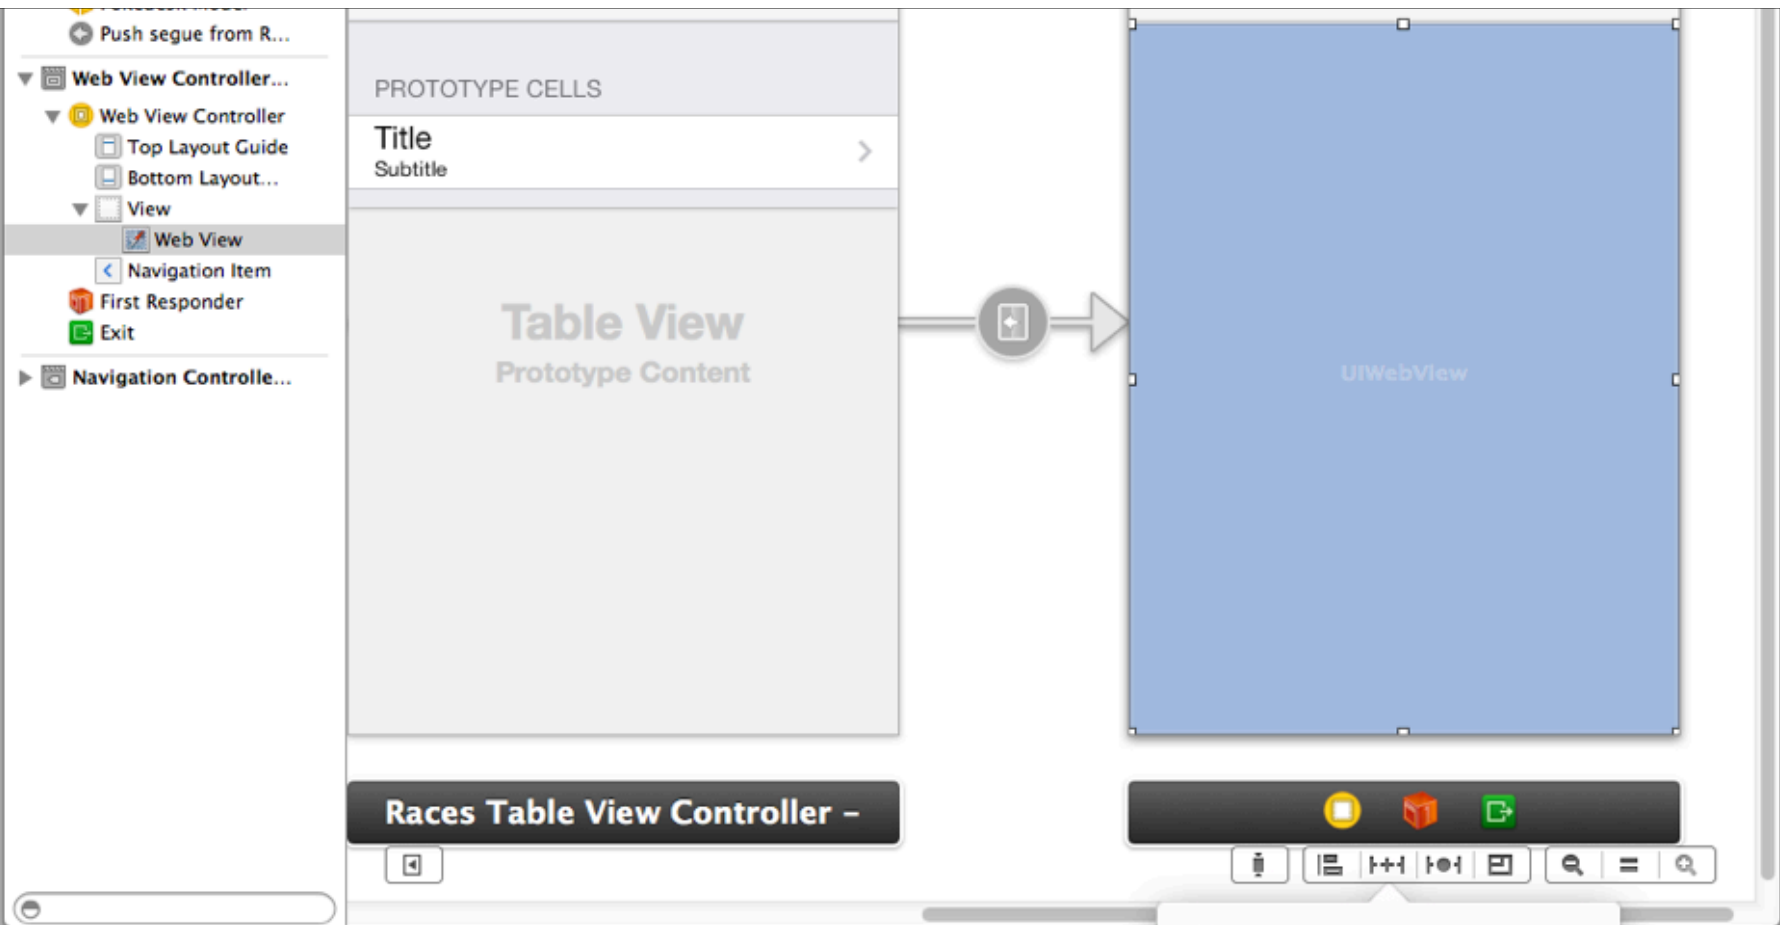 Push segue from R...
Web View Controller...
Web View Controller
Top Layout Guide
Bottom Layout...
View
Web View
Navigation Item
First Responder
Exit
Navigation Controlle...
PROTOTYPE CELLS
Title
Subtitle
Table View
Prototype Content
UIWebView
Races Table View Controller –